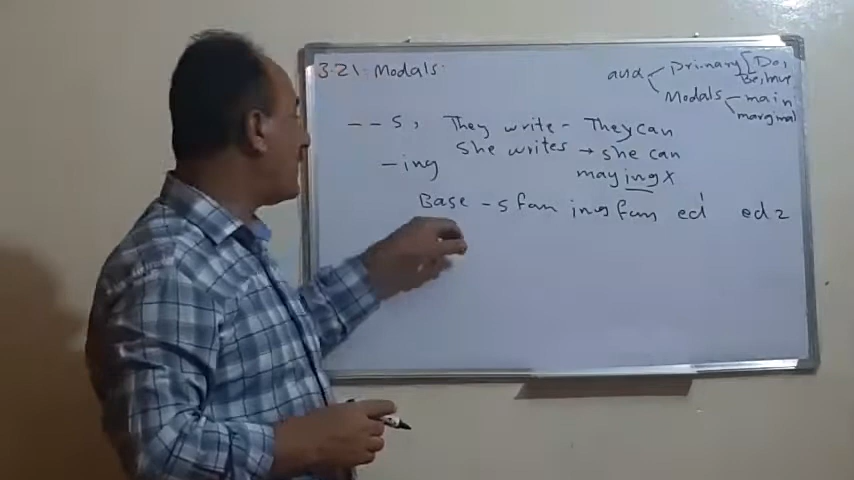 3.21: Modals:
aux
Primary { Do,
Be, have
Modals - main
marginal
- - s, They write - They can
She writes → she can
- ing
may ing x
Base - s form ing form ed1 ed2